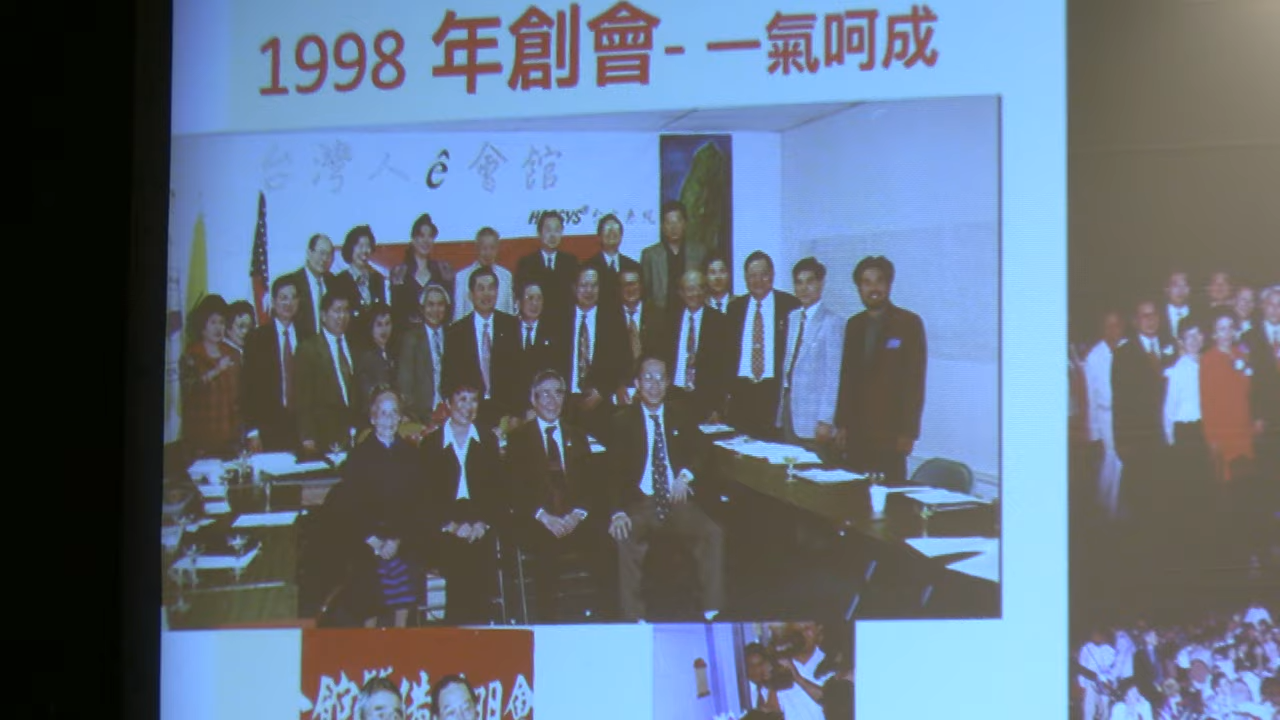 1998 年創會- 一氣呵成
台灣人 ê 會館